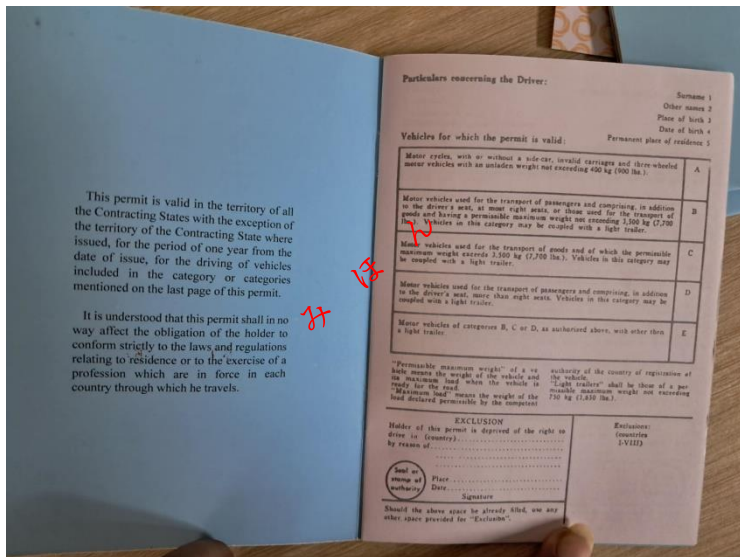 This permit is valid in the territory of all
the Contracting States with the exception of
the territory of the Contracting State where
issued, for the period of one year from the
date of issue, for the driving of vehicles
included in the category or categories
mentioned on the last page of this permit.
It is understood that this permit shall in no
way affect the obligation of the holder to
conform strictly to the laws and regulations
relating to residence or to the exercise of a
profession which are in force in each
country through which he travels.
みほん
Particulars concerning the Driver:
Surname 1
Other names 2
Place of birth 3
Date of birth 4
Permanent place of residence 5
Vehicles for which the permit is valid:
Motor cycles, with or without a side-car, invalid carriages and three-wheeled
motor vehicles with an unladen weight not exceeding 400 kg (900 lbs.).
A
Motor vehicles used for the transport of passengers and comprising, in addition
to the driver's seat, at most eight seats, or those used for the transport of
goods and having a permissible maximum weight not exceeding 3,500 kg (7,700
lbs.). Vehicles in this category may be coupled with a light trailer.
B
Motor vehicles used for the transport of goods and of which the permissible
maximum weight exceeds 3,500 kg (7,700 lbs.). Vehicles in this category may
be coupled with a light trailer.
C
Motor vehicles used for the transport of passengers and comprising, in addition
to the driver's seat, more than eight seats. Vehicles in this category may be
coupled with a light trailer.
D
Motor vehicles of categories B, C or D, as authorized above, with other then
a light trailer.
E
"Permissible maximum weight" of a ve
hicle means the weight of the vehicle and
its maximum load when the vehicle is
ready for the road.
"Maximum load" means the weight of the
load declared permissible by the competent
authority of the country of registration of
the vehicle.
"Light trailers" shall be those of a per
missible maximum weight not exceeding
750 kg (1,650 lbs.).
EXCLUSION
Holder of this permit is deprived of the right to
drive in (country)
by reason of
Seal or
stamp of
authority
Place
Date
Signature
Should the above space be already filled, use any
other space provided for "Exclusion".
Exclusions:
(countries
I-VIII)